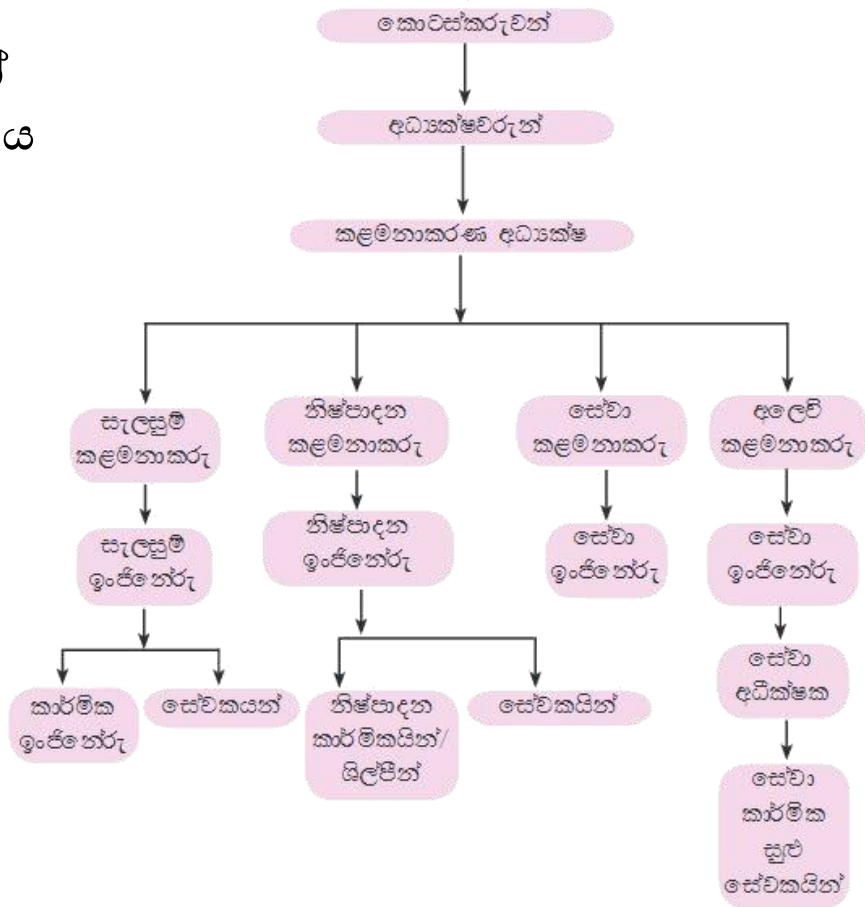 කොටස්කරුවන්
ය
අධ්‍යක්ෂවරුන්
කළමනාකරණ අධ්‍යක්ෂ
සැලසුම්
කළමනාකරු
නිෂ්පාදන
කළමනාකරු
සේවා
කළමනාකරු
අලෙවි
කළමනාකරු
සැලසුම්
ඉංජිනේරු
නිෂ්පාදන
ඉංජිනේරු
සේවා
ඉංජිනේරු
සේවා
ඉංජිනේරු
කාර්මික
ඉංජිනේරු
සේවකයන්
නිෂ්පාදන
කාර්මිකයින්/
ශිල්පීන්
සේවකයින්
සේවා
අධීක්ෂක
සේවා
කාර්මික
සුළු
සේවකයින්